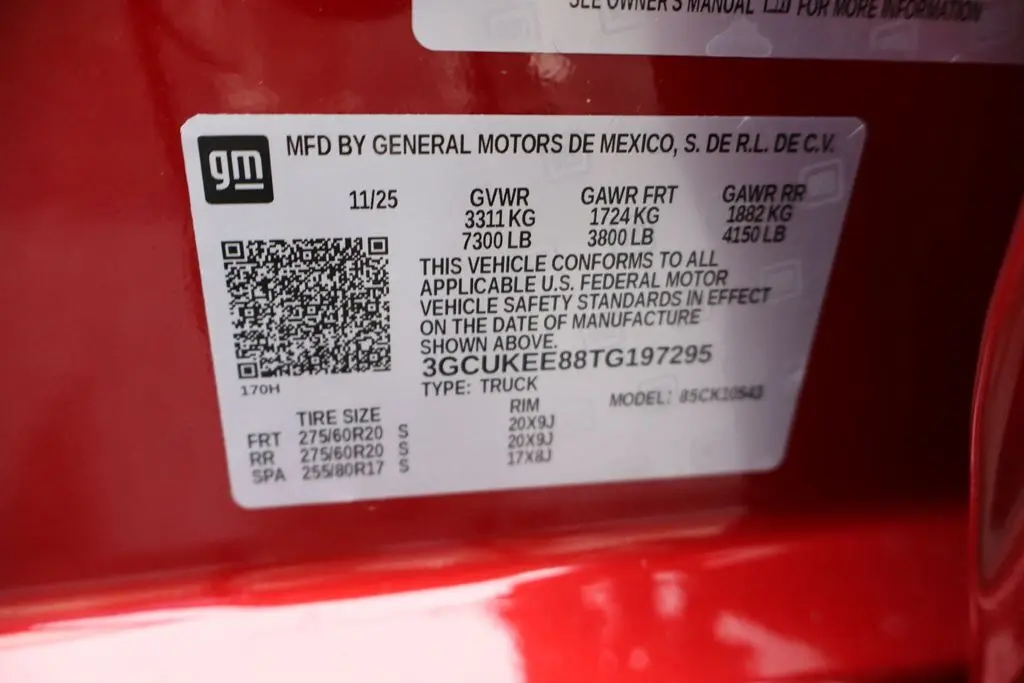 SEE OWNER'S MANUAL FOR MORE INFORMATION
gm
MFD BY GENERAL MOTORS DE MEXICO, S. DE R.L. DE C.V.
11/25 GVWR GAWR FRT GAWR RR
3311 KG 1724 KG 1882 KG
7300 LB 3800 LB 4150 LB
THIS VEHICLE CONFORMS TO ALL
APPLICABLE U.S. FEDERAL MOTOR
VEHICLE SAFETY STANDARDS IN EFFECT
ON THE DATE OF MANUFACTURE
SHOWN ABOVE.
3GCUKEE88TG197295
TYPE: TRUCK
MODEL:
170H
TIRE SIZE RIM
FRT 275/60R20 S 20X9J
RR 275/60R20 S 20X9J
SPA 255/80R17 S 17X8J